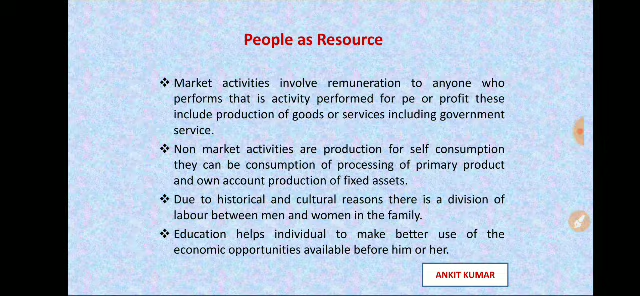 People as Resource
❖ Market activities involve remuneration to anyone who
performs that is activity performed for pe or profit these
include production of goods or services including government
service.
❖ Non market activities are production for self consumption
they can be consumption of processing of primary product
and own account production of fixed assets.
❖ Due to historical and cultural reasons there is a division of
labour between men and women in the family.
❖ Education helps individual to make better use of the
economic opportunities available before him or her.
ANKIT KUMAR